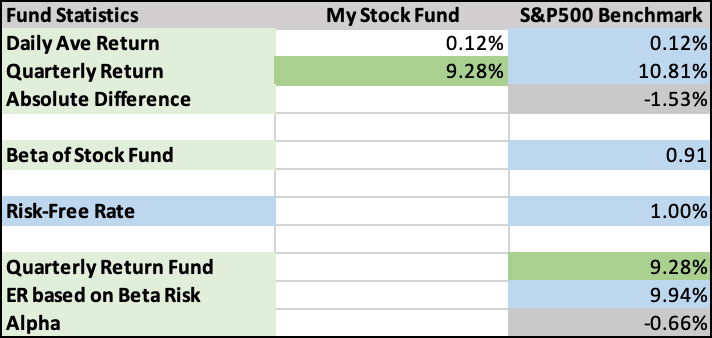 Fund Statistics My Stock Fund S&P500 Benchmark
Daily Ave Return 0.12% 0.12%
Quarterly Return 9.28% 10.81%
Absolute Difference -1.53%
Beta of Stock Fund 0.91
Risk-Free Rate 1.00%
Quarterly Return Fund 9.28%
ER based on Beta Risk 9.94%
Alpha -0.66%